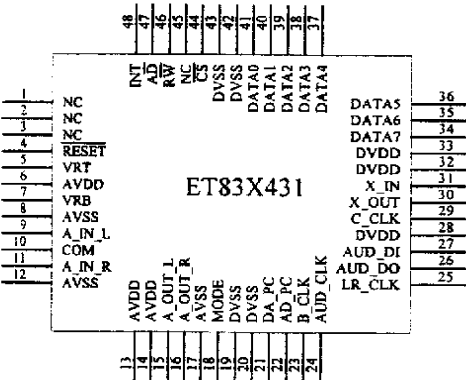 48 47 46 45 44 43 42 41 40 39 38 37
INT AD RW NC CS DVSS DVSS DATA0 DATA1 DATA2 DATA3 DATA4
1 NC
2 NC
3 NC
4 RESET
5 VRT
6 AVDD
7 VRB
8 AVSS
9 A_IN_L
10 COM
11 A_IN_R
12 AVSS
ET83X431
DATA5 36
DATA6 35
DATA7 34
DVDD 33
DVDD 32
X_IN 31
X_OUT 30
C_CLK 29
DVDD 28
AUD_DI 27
AUD_DO 26
LR_CLK 25
AVDD AVDD A_OUT_L A_OUT_R AVSS MODE DVSS DVSS DA_PC AD_PC B_CLK AUD_CLK
13 14 15 16 17 18 19 20 21 22 23 24